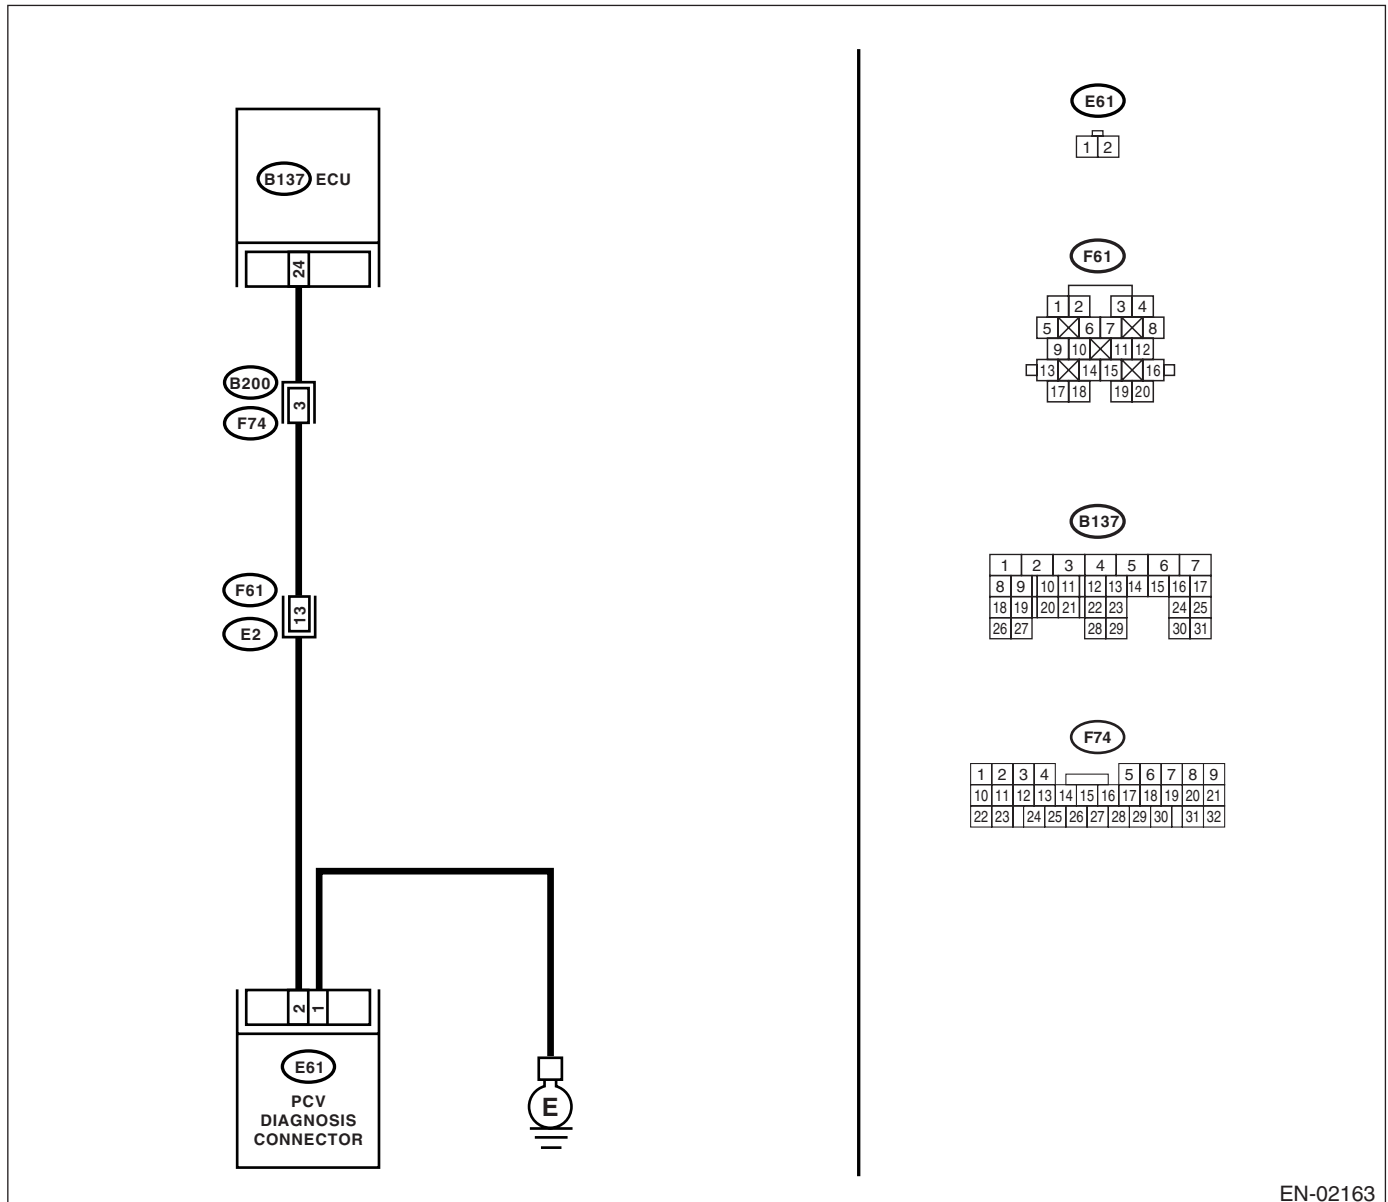 B137 ECU
24
B200
3
F74
F61
13
E2
2 1
E61
PCV
DIAGNOSIS
CONNECTOR
E
E61
1 2
F61
1 2 3 4
5 6 7 8
9 10 11 12
13 14 15 16
17 18 19 20
B137
1 2 3 4 5 6 7
8 9 10 11 12 13 14 15 16 17
18 19 20 21 22 23 24 25
26 27 28 29 30 31
F74
1 2 3 4 5 6 7 8 9
10 11 12 13 14 15 16 17 18 19 20 21
22 23 24 25 26 27 28 29 30 31 32
EN-02163